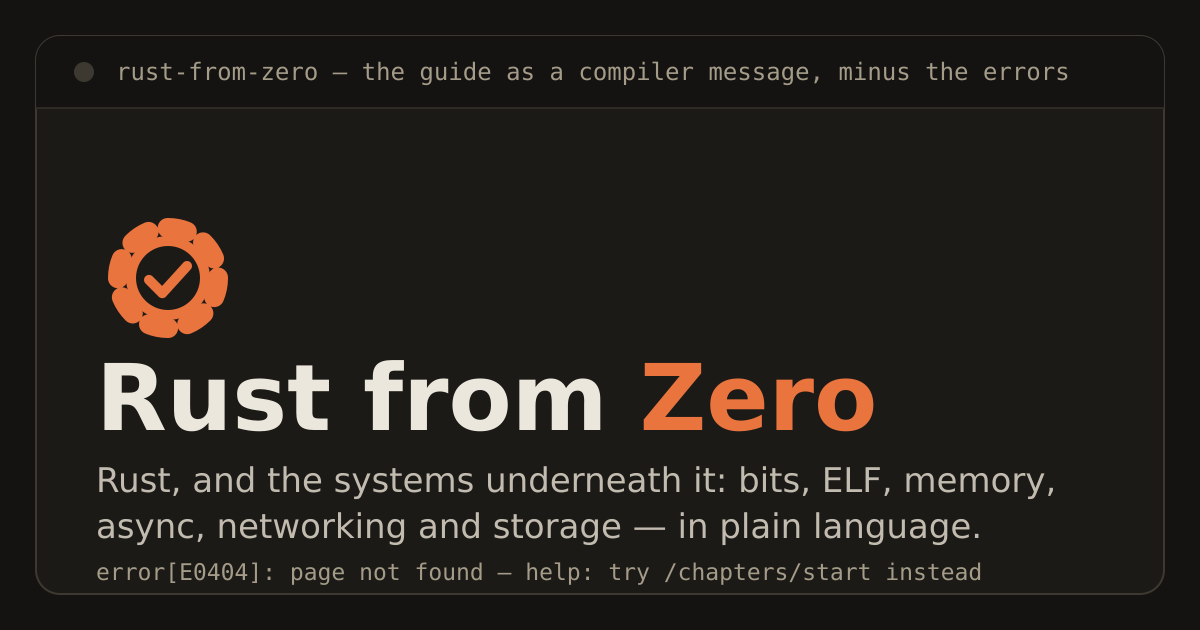 rust-from-zero — the guide as a compiler message, minus the errors
Rust from Zero
Rust, and the systems underneath it: bits, ELF, memory,
async, networking and storage — in plain language.
error[E0404]: page not found — help: try /chapters/start instead